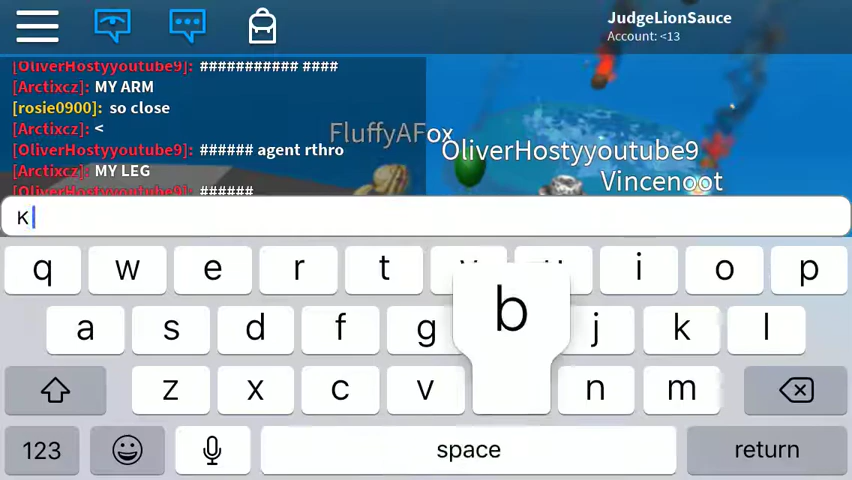 JudgeLionSauce
Account: <13
[OliverHostyyoutube9]: ########### ####
[Arctixcz]: MY ARM
[rosie0900]: so close
[Arctixcz]: <
[OliverHostyyoutube9]: ###### agent rthro
[Arctixcz]: MY LEG
[OliverHostyyoutube9]: ######
FluffyAFox
OliverHostyyoutube9
Vincenoot
K
q w e r t y u i o p
a s d f g b j k l
z x c v n m
123 space return